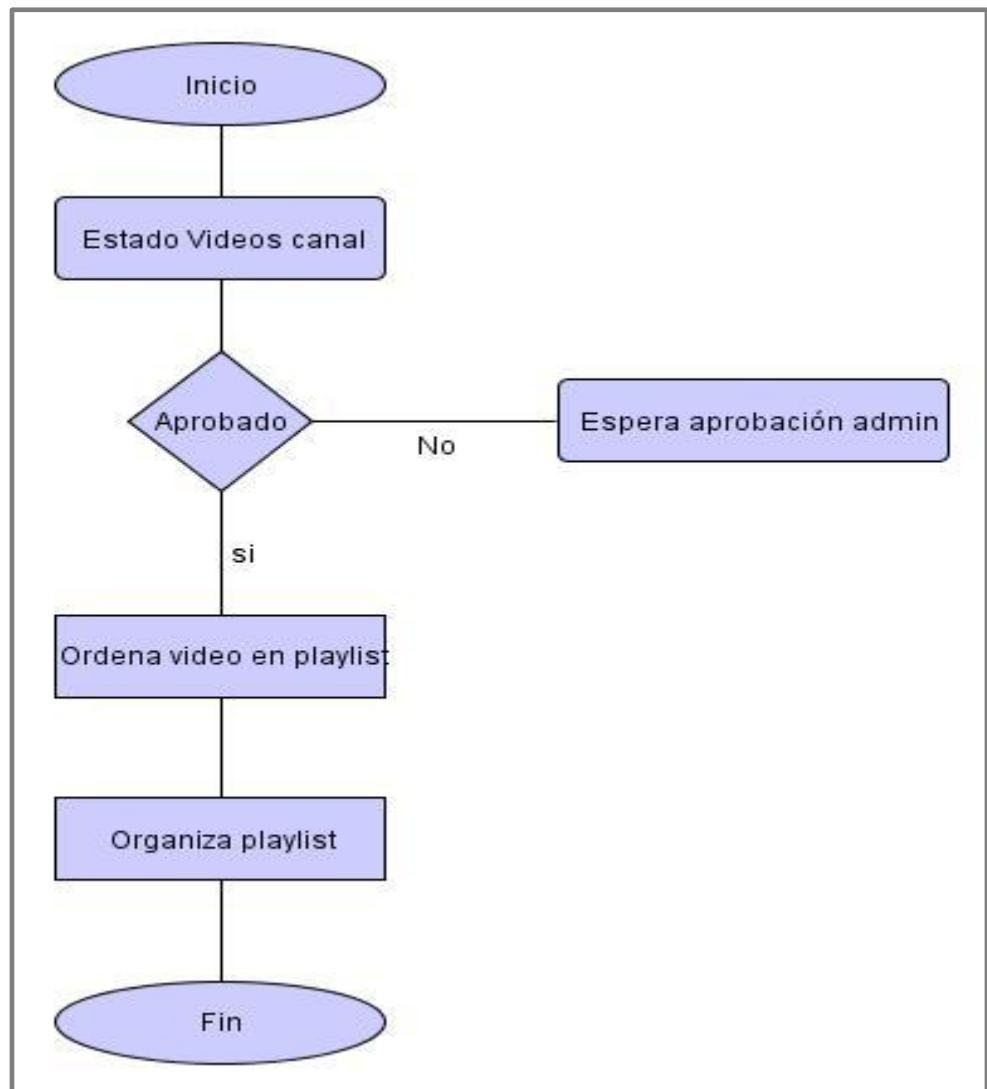 Inicio
Estado Videos canal
Aprobado
No
Espera aprobación admin
si
Ordena video en playlist
Organiza playlist
Fin